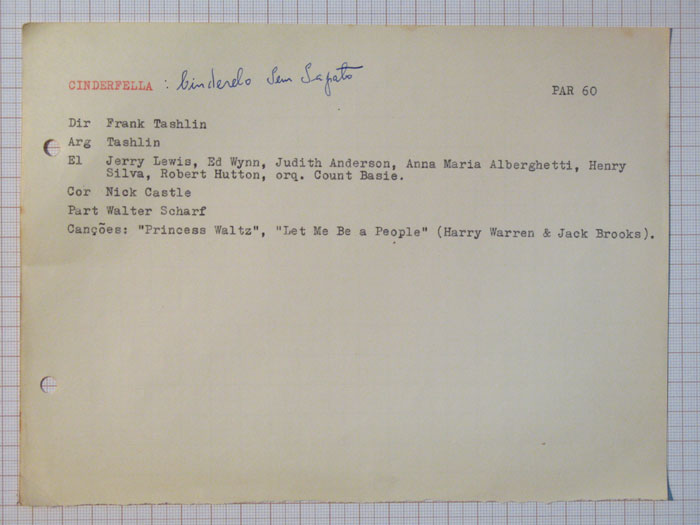 CINDERFELLA : Cinderelo Sem Sapato PAR 60
Dir Frank Tashlin
Arg Tashlin
El Jerry Lewis, Ed Wynn, Judith Anderson, Anna Maria Alberghetti, Henry
Silva, Robert Hutton, orq. Count Basie.
Cor Nick Castle
Part Walter Scharf
Canções: "Princess Waltz", "Let Me Be a People" (Harry Warren & Jack Brooks).